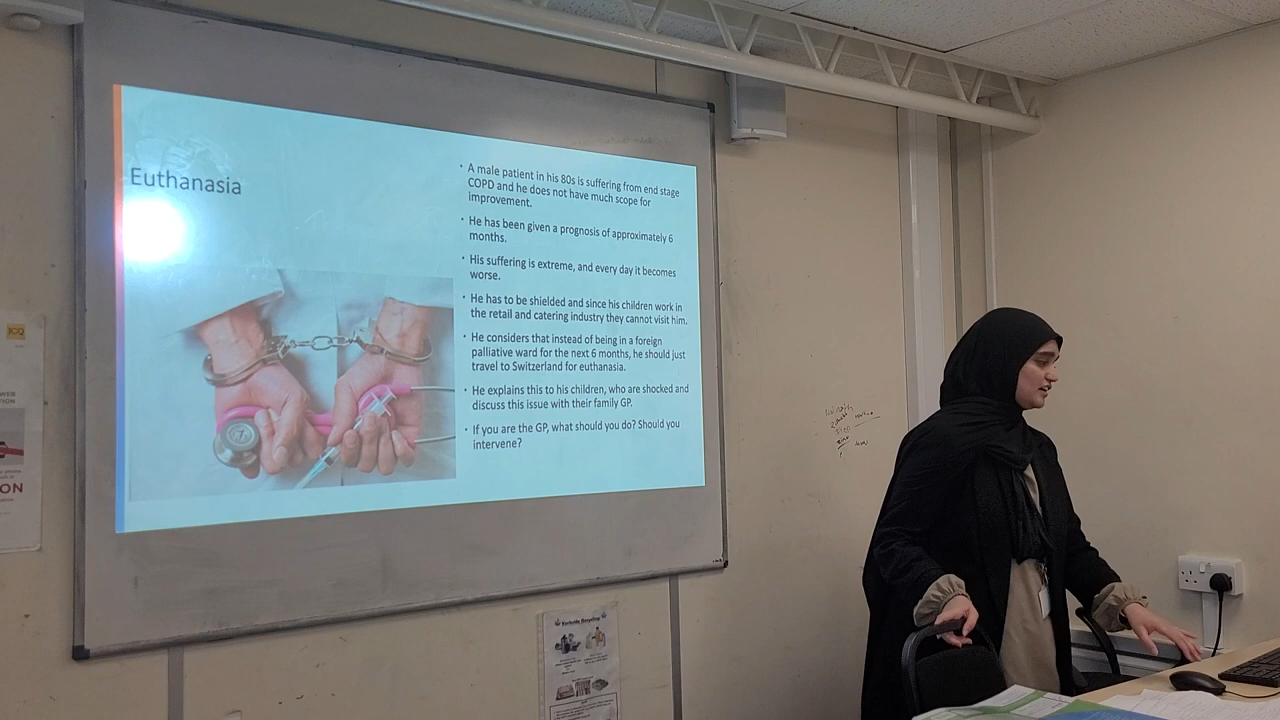 Euthanasia
• A male patient in his 80s is suffering from end stage
COPD and he does not have much scope for
improvement.
• He has been given a prognosis of approximately 6
months.
• His suffering is extreme, and every day it becomes
worse.
• He has to be shielded and since his children work in
the retail and catering industry they cannot visit him.
• He considers that instead of being in a foreign
palliative ward for the next 6 months, he should just
travel to Switzerland for euthanasia.
• He explains this to his children, who are shocked and
discuss this issue with their family GP.
• If you are the GP, what should you do? Should you
intervene?
ON
Recycling